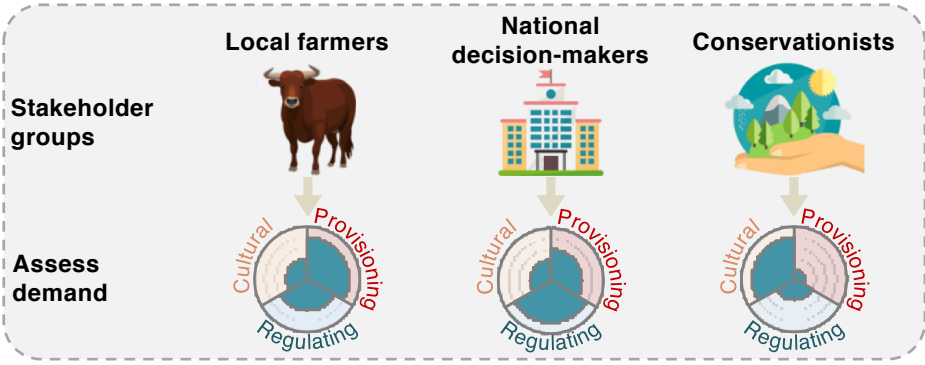 Local farmers
National
decision-makers
Conservationists
Stakeholder
groups
Cultural
Provisioning
Regulating
Cultural
Provisioning
Regulating
Cultural
Provisioning
Regulating
Assess
demand